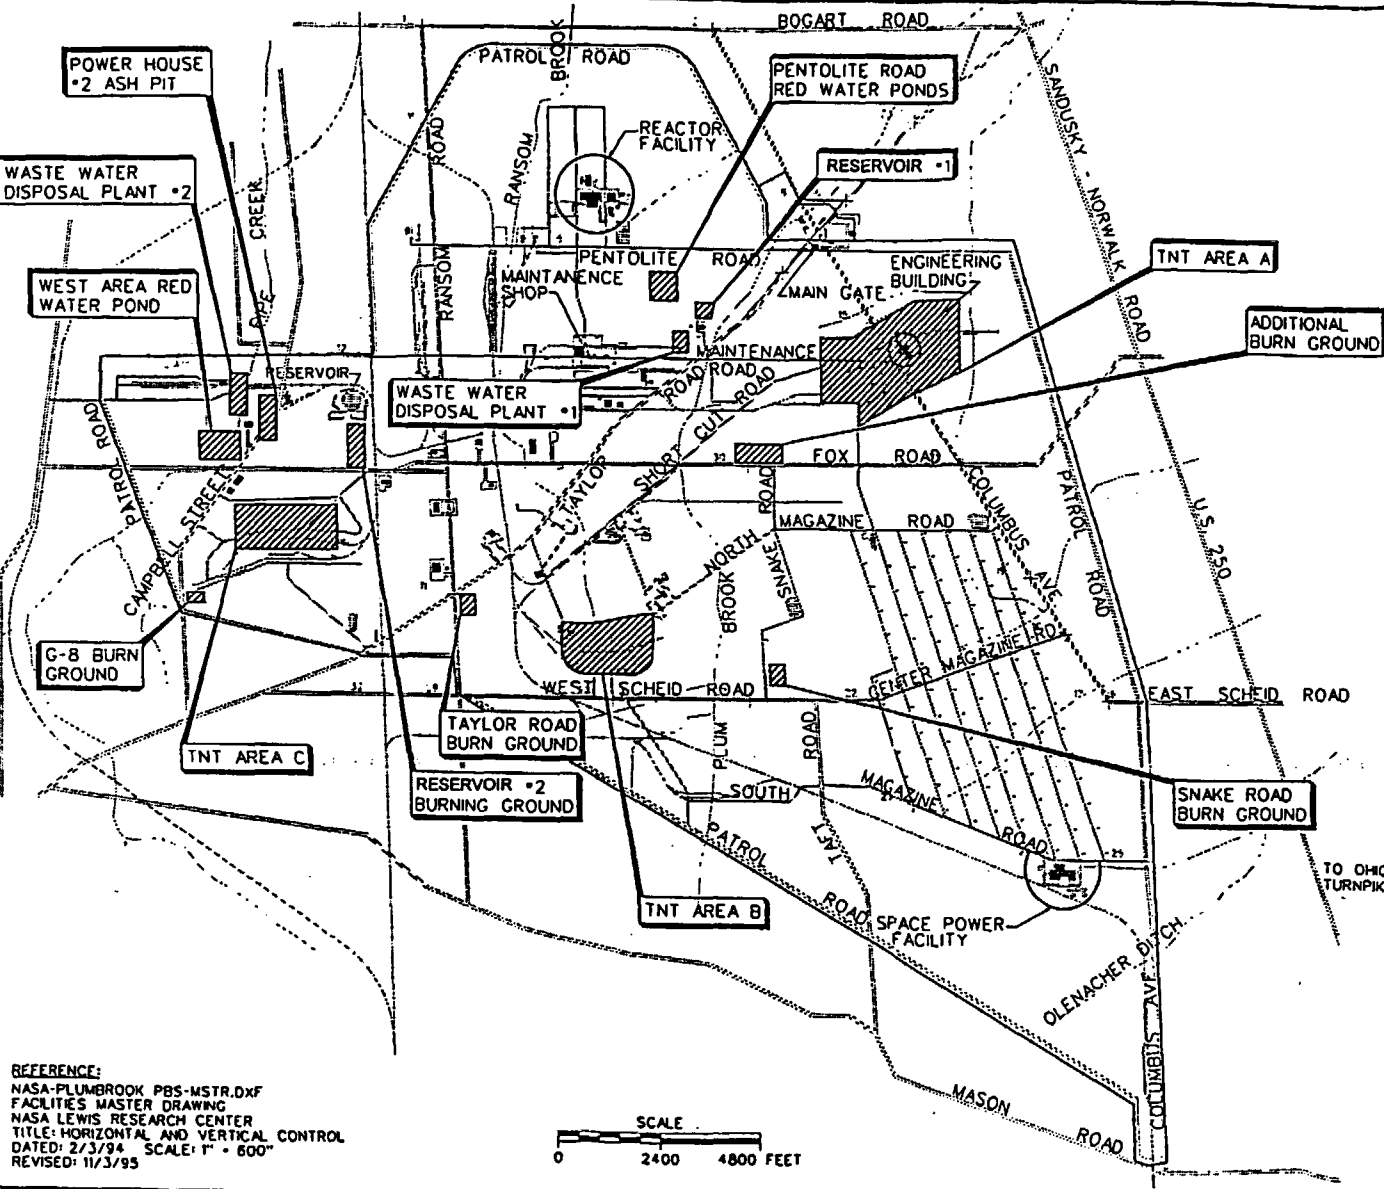 BOGART ROAD
PATROL ROAD
BROOK
RANSOM
POWER HOUSE
•2 ASH PIT
PENTOLITE ROAD
RED WATER PONDS
SANDUSKY - NORWALK ROAD
REACTOR
FACILITY
WASTE WATER
DISPOSAL PLANT •2
RESERVOIR •1
CREEK
PIPE
RANSOM
ROAD
WEST AREA RED
WATER POND
PENTOLITE ROAD
MAINTANENCE
SHOP
MAIN GATE
ENGINEERING
BUILDING
TNT AREA A
ADDITIONAL
BURN GROUND
MAINTENANCE
ROAD
RESERVOIR
WASTE WATER
DISPOSAL PLANT •1
TAYLOR
ROAD
SHORT CUT ROAD
PATROL ROAD
FOX ROAD
COLUMBUS AVE
PATROL ROAD
U.S. 250
CAMPBELL STREET
SNAKE
ROAD
MAGAZINE ROAD
NORTH
BROOK
PLUM
G-8 BURN
GROUND
CENTER MAGAZINE RD.
WEST SCHEID ROAD
EAST SCHEID ROAD
TAYLOR ROAD
BURN GROUND
TNT AREA C
RESERVOIR •2
BURNING GROUND
SOUTH
MAGAZINE
ROAD
TAFT
ROAD
SNAKE ROAD
BURN GROUND
PATROL
ROAD
TNT AREA B
SPACE POWER
FACILITY
TO OHIO
TURNPIK
OLENACHER DITCH
COLUMBUS AVE
MASON
ROAD
REFERENCE:
NASA-PLUMBROOK PBS-MSTR.DXF
FACILITIES MASTER DRAWING
NASA LEWIS RESEARCH CENTER
TITLE: HORIZONTAL AND VERTICAL CONTROL
DATED: 2/3/94 SCALE: 1" = 600"
REVISED: 11/3/95
SCALE
0 2400 4800 FEET